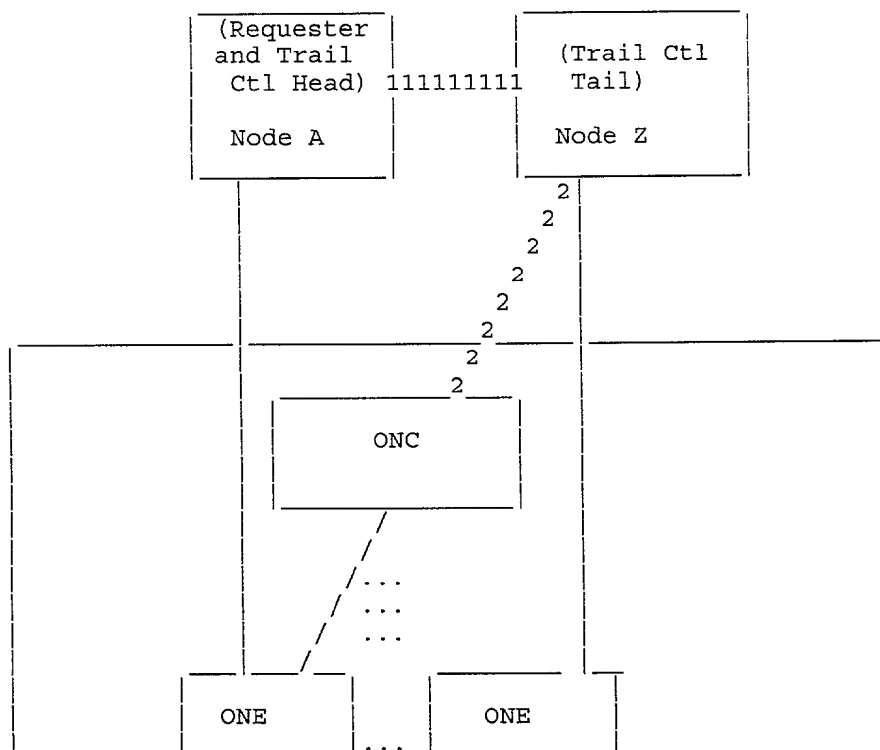 (Requester
and Trail
Ctl Head) 111111111 (Trail Ctl
Tail)
Node A Node Z
2
2
2
2
2
2
2
2
ONC
...
...
...
ONE ONE
...